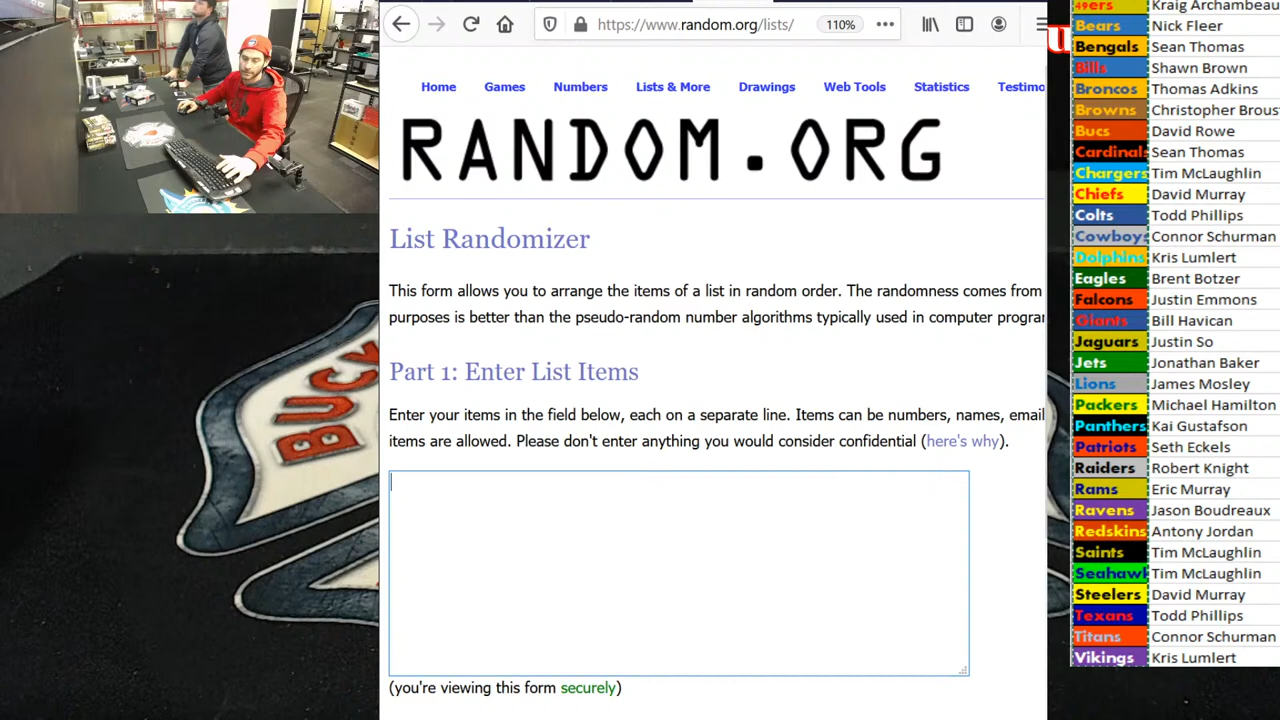 https://www.random.org/lists/
110%
Home Games Numbers Lists & More Drawings Web Tools Statistics Testimo
RANDOM.ORG
List Randomizer
This form allows you to arrange the items of a list in random order. The randomness comes from
purposes is better than the pseudo-random number algorithms typically used in computer progra
Part 1: Enter List Items
Enter your items in the field below, each on a separate line. Items can be numbers, names, email
items are allowed. Please don't enter anything you would consider confidential (here's why).
(you're viewing this form securely)
49ers Kraig Archambeau
Bears Nick Fleer
Bengals Sean Thomas
Bills Shawn Brown
Broncos Thomas Adkins
Browns Christopher Brous
Bucs David Rowe
Cardinals Sean Thomas
Chargers Tim McLaughlin
Chiefs David Murray
Colts Todd Phillips
Cowboys Connor Schurman
Dolphins Kris Lumlert
Eagles Brent Botzer
Falcons Justin Emmons
Giants Bill Havican
Jaguars Justin So
Jets Jonathan Baker
Lions James Mosley
Packers Michael Hamilton
Panthers Kai Gustafson
Patriots Seth Eckels
Raiders Robert Knight
Rams Eric Murray
Ravens Jason Boudreaux
Redskins Antony Jordan
Saints Tim McLaughlin
Seahawk Tim McLaughlin
Steelers David Murray
Texans Todd Phillips
Titans Connor Schurman
Vikings Kris Lumlert
BUCK